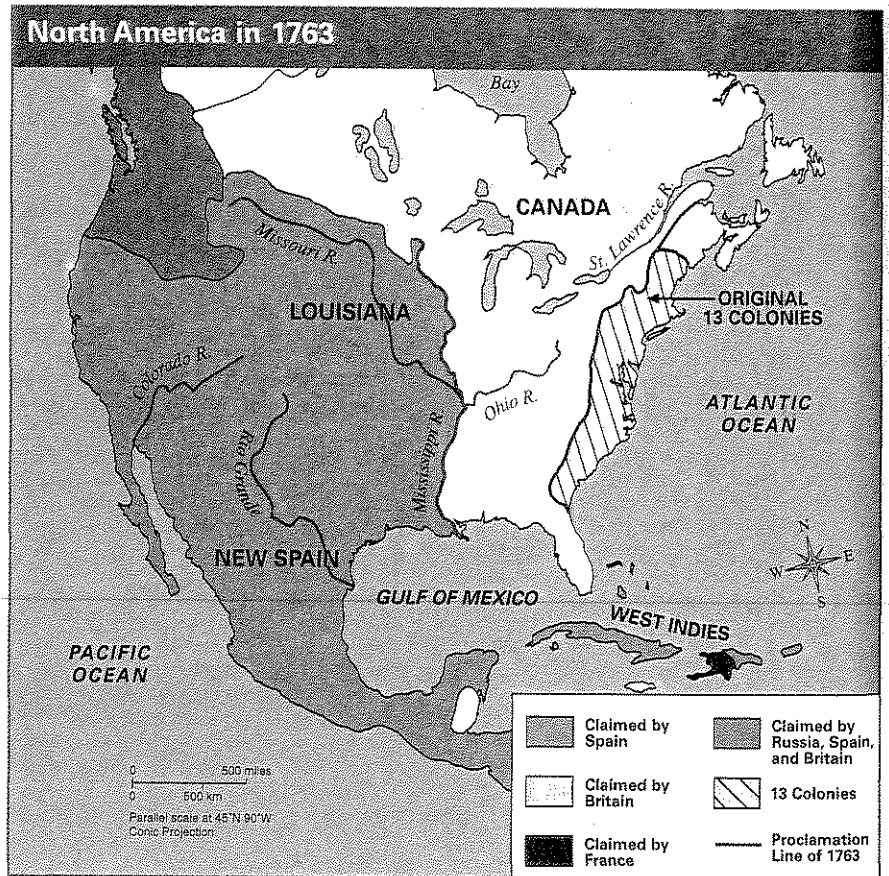 North America in 1763
Bay
CANADA
St. Lawrence R.
Missouri R.
LOUISIANA
ORIGINAL
13 COLONIES
Colorado R.
Ohio R.
ATLANTIC
OCEAN
Rio Grande
Mississippi R.
NEW SPAIN
GULF OF MEXICO
N
W E
S
WEST INDIES
PACIFIC
OCEAN
0 500 miles
0 500 km
Parallel scale at 45°N 90°W
Conic Projection
Claimed by
Spain
Claimed by
Russia, Spain,
and Britain
Claimed by
Britain
13 Colonies
Claimed by
France
Proclamation
Line of 1763